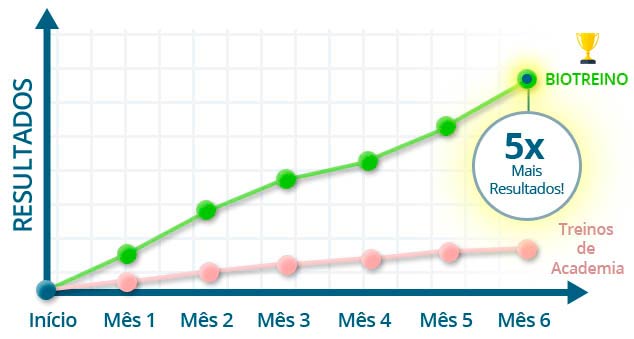 RESULTADOS
BIOTREINO
5x
Mais
Resultados!
Treinos
de
Academia
Início Mês 1 Mês 2 Mês 3 Mês 4 Mês 5 Mês 6